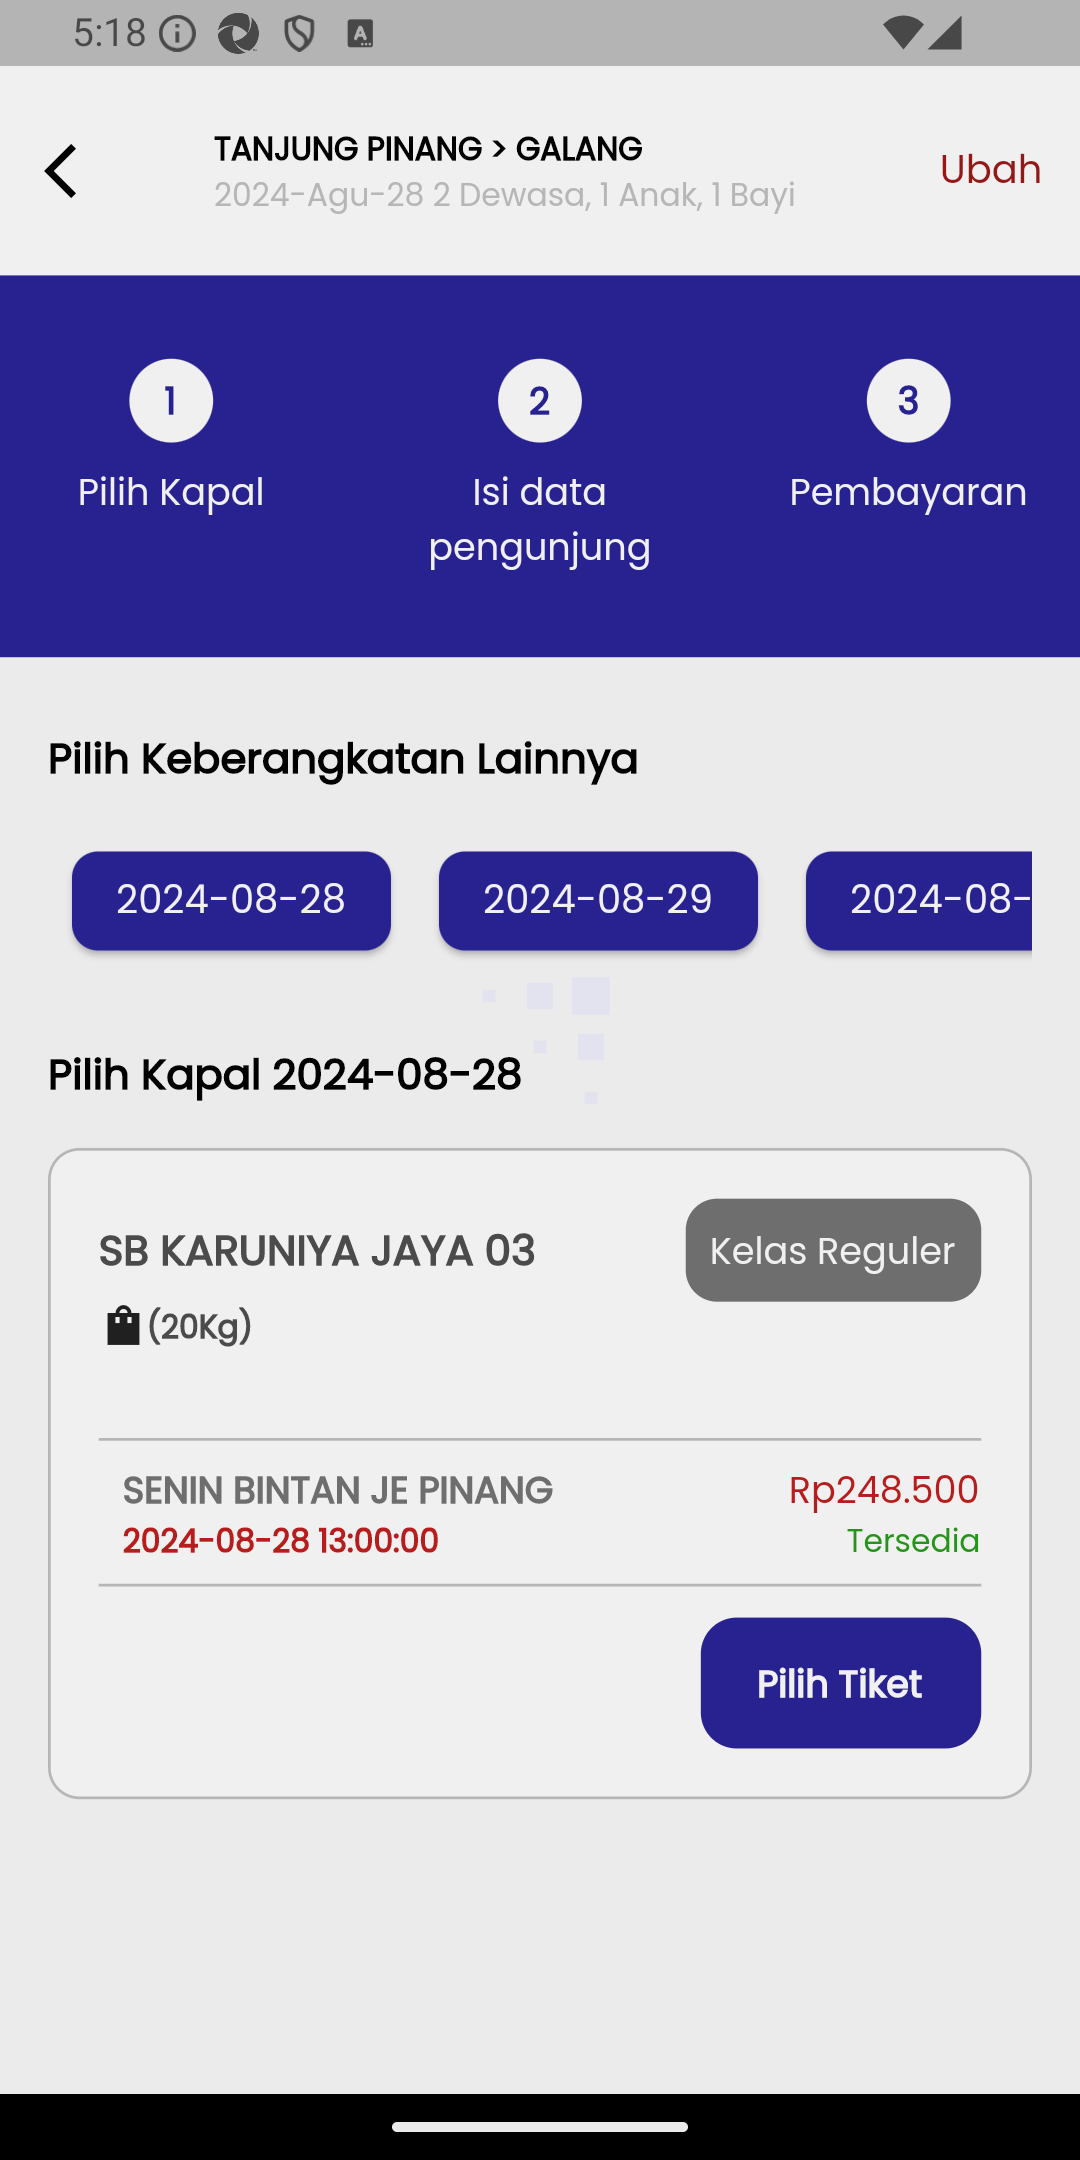 5:18
TANJUNG PINANG > GALANG
2024-Agu-28 2 Dewasa, 1 Anak, 1 Bayi
Ubah
1
2
3
Pilih Kapal
Isi data
pengunjung
Pembayaran
Pilih Keberangkatan Lainnya
2024-08-28
2024-08-29
2024-08-
Pilih Kapal 2024-08-28
SB KARUNIYA JAYA 03
Kelas Reguler
(20Kg)
SENIN BINTAN JE PINANG
Rp248.500
2024-08-28 13:00:00
Tersedia
Pilih Tiket